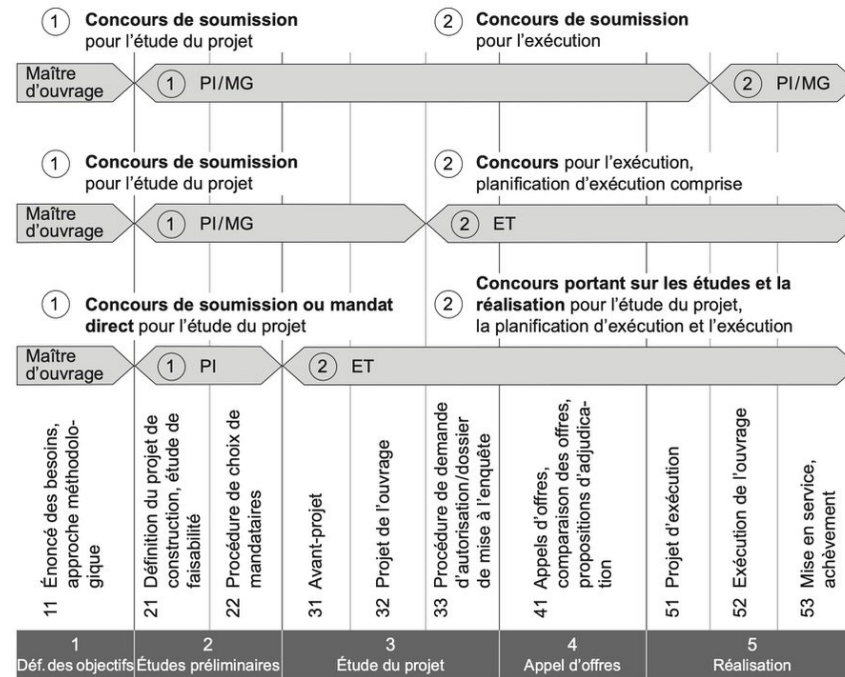 1 Concours de soumission
pour l'étude du projet
2 Concours de soumission
pour l'exécution
Maître
d'ouvrage
1 PI/MG
2 PI/MG
1 Concours de soumission
pour l'étude du projet
2 Concours pour l'exécution,
planification d'exécution comprise
Maître
d'ouvrage
1 PI/MG
2 ET
1 Concours de soumission ou mandat
direct pour l'étude du projet
2 Concours portant sur les études et la
réalisation pour l'étude du projet,
la planification d'exécution et l'exécution
Maître
d'ouvrage
1 PI
2 ET
11 Énoncé des besoins,
approche méthodolo-
gique
21 Définition du projet de
construction, étude de
faisabilité
22 Procédure de choix de
mandataires
31 Avant-projet
32 Projet de l'ouvrage
33 Procédure de demande
d'autorisation/dossier
de mise à l'enquête
41 Appels d'offres,
comparaison des offres,
propositions d'adjudica-
tion
51 Projet d'exécution
52 Exécution de l'ouvrage
53 Mise en service,
achèvement
1
Déf. des objectifs
2
Études préliminaires
3
Étude du projet
4
Appel d'offres
5
Réalisation